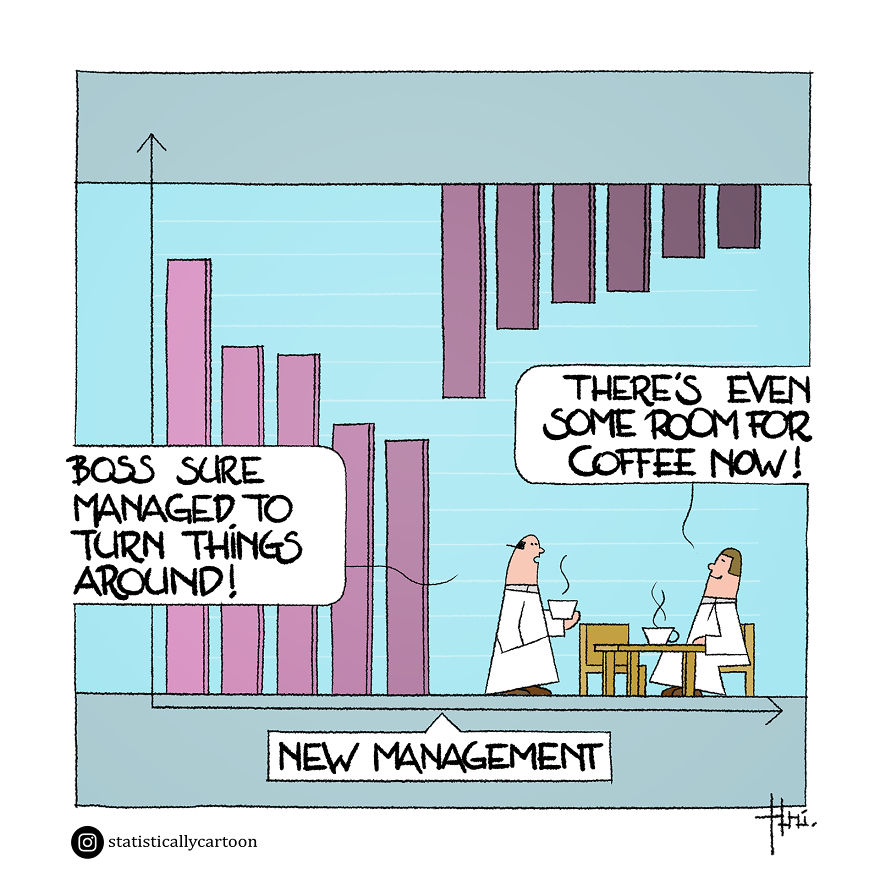 THERE'S EVEN
SOME ROOM FOR
COFFEE NOW!
BOSS SURE
MANAGED TO
TURN THINGS
AROUND!
NEW MANAGEMENT
statisticallycartoon